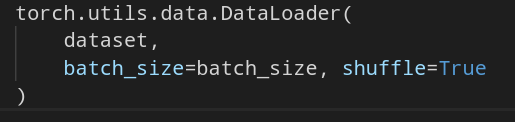 torch.utils.data.DataLoader(
    dataset,
    batch_size=batch_size, shuffle=True
)